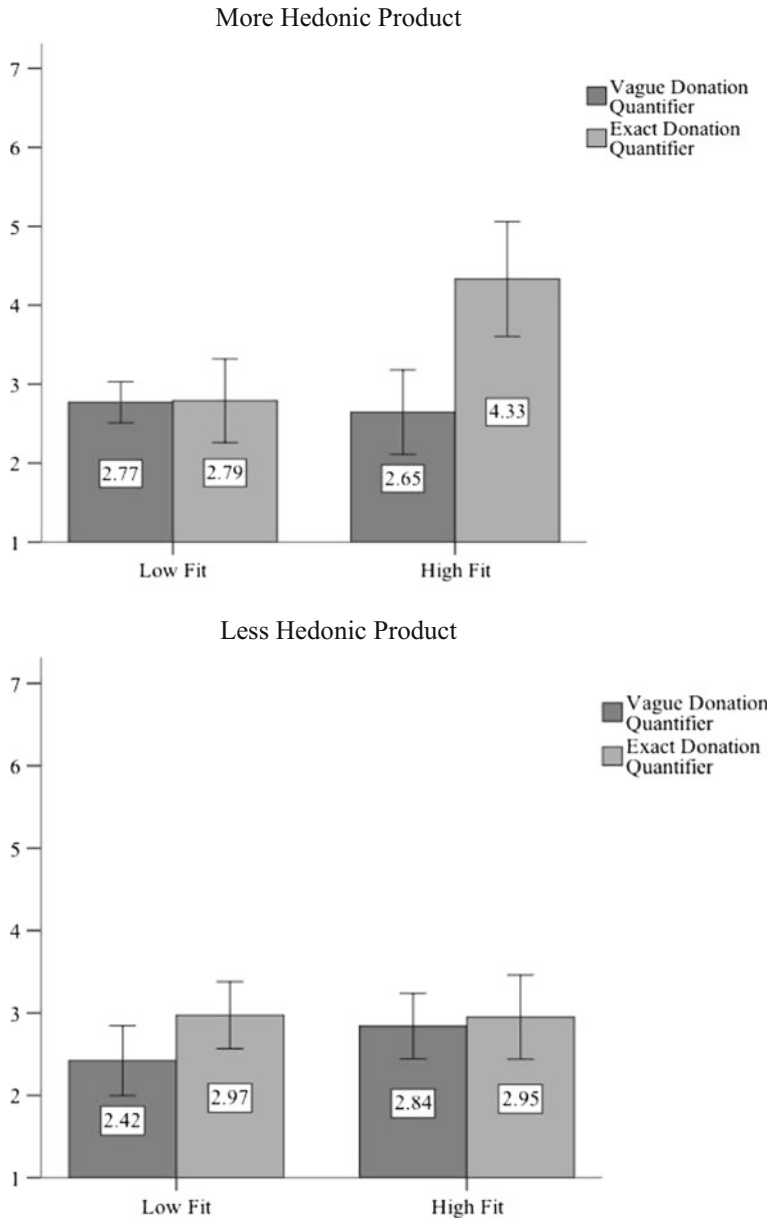 More Hedonic Product
7
6
5
4
3
2
1
Vague Donation
Quantifier
Exact Donation
Quantifier
2.77
2.79
2.65
4.33
Low Fit
High Fit
Less Hedonic Product
7
6
5
4
3
2
1
Vague Donation
Quantifier
Exact Donation
Quantifier
2.42
2.97
2.84
2.95
Low Fit
High Fit